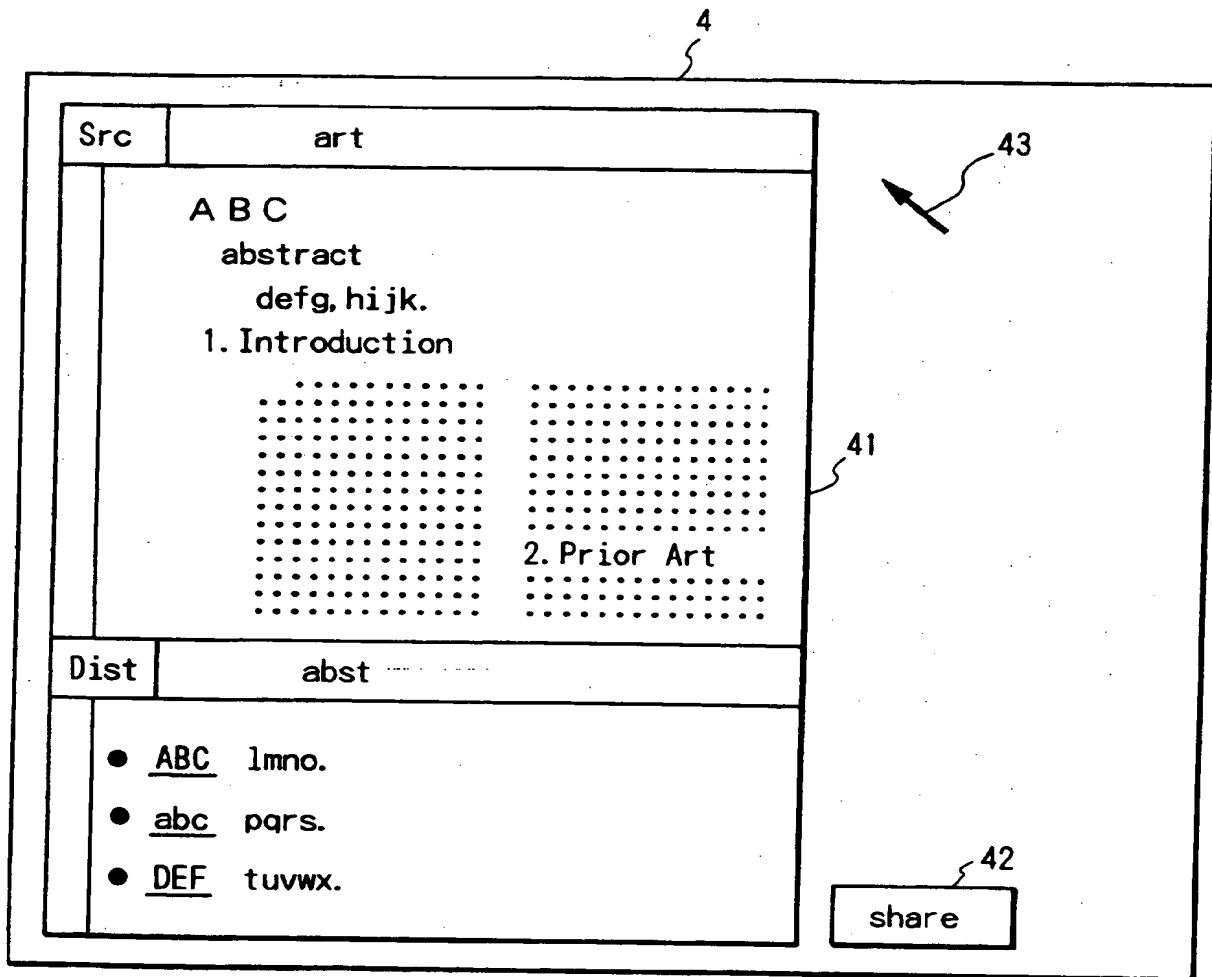 4
Src art
43
A B C
abstract
defg, hijk.
1. Introduction
41
2. Prior Art
Dist abst
● ABC lmno.
● abc pqrs.
● DEF tuvwx.
42
share